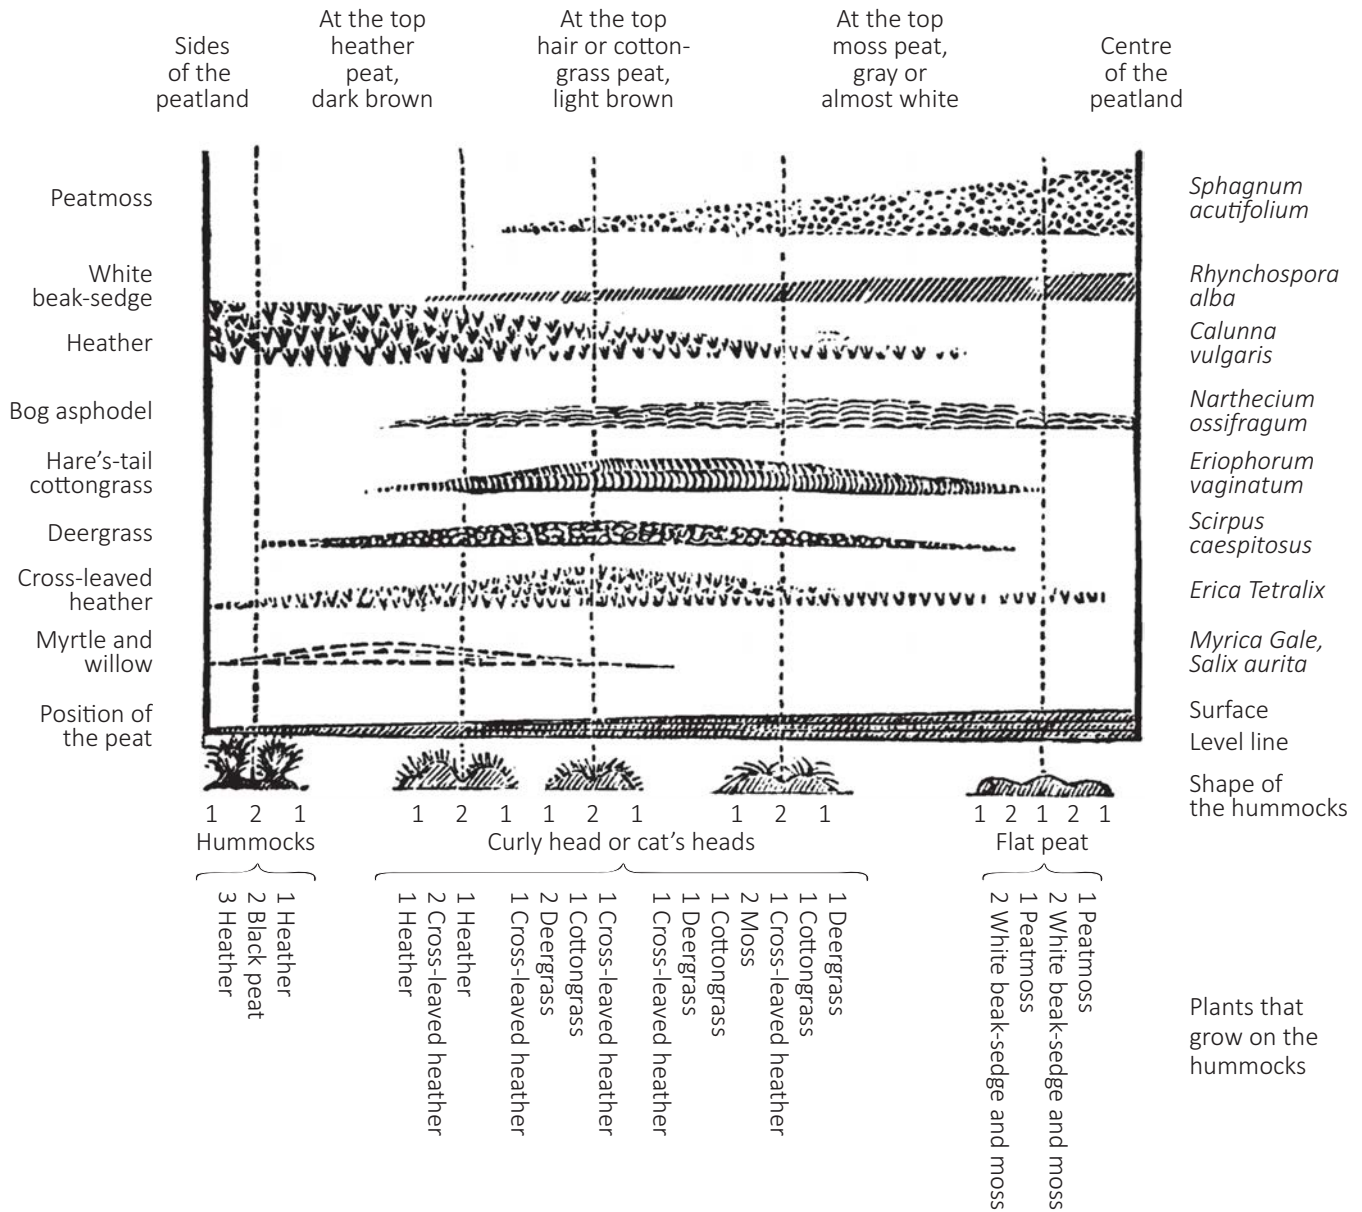 Sides
of the
peatland
At the top
heather
peat,
dark brown
At the top
hair or cotton-
grass peat,
light brown
At the top
moss peat,
gray or
almost white
Centre
of the
peatland
Peatmoss
Sphagnum
acutifolium
White
beak-sedge
Rhynchospora
alba
Heather
Calunna
vulgaris
Bog asphodel
Narthecium
ossifragum
Hare's-tail
cottongrass
Eriophorum
vaginatum
Deergrass
Scirpus
caespitosus
Cross-leaved
heather
Erica Tetralix
Myrtle and
willow
Myrica Gale,
Salix aurita
Position of
the peat
Surface
Level line
Shape of
the hummocks
1 2 1
1 2 1
1 2 1
1 2 1
1 2 1 2 1
Hummocks
Curly head or cat's heads
Flat peat
1 Heather
2 Black peat
3 Heather
1 Heather
2 Cross-leaved heather
1 Heather
1 Cross-leaved heather
1 Cottongrass
2 Deergrass
1 Cross-leaved heather
1 Deergrass
1 Cottongrass
1 Cross-leaved heather
2 Moss
1 Cottongrass
1 Deergrass
1 Cross-leaved heather
1 Peatmoss
2 White beak-sedge and moss
1 Peatmoss
2 White beak-sedge and moss
Plants that
grow on the
hummocks